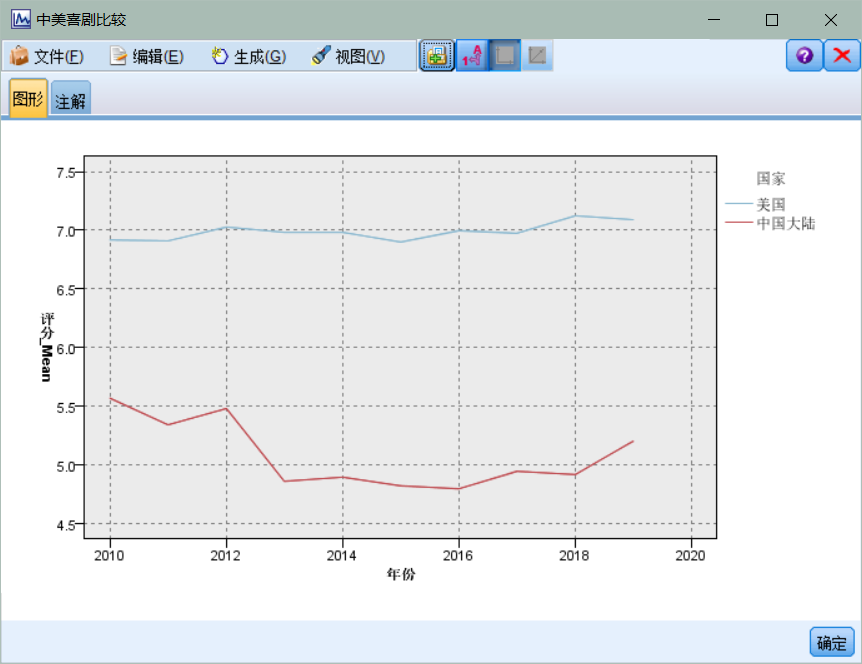 中美喜剧比较
文件(F) 编辑(E) 生成(G) 视图(V)
图形 注解
7.5
7.0
6.5
6.0
5.5
5.0
4.5
评分_Mean
2010 2012 2014 2016 2018 2020
年份
国家
美国
中国大陆
确定